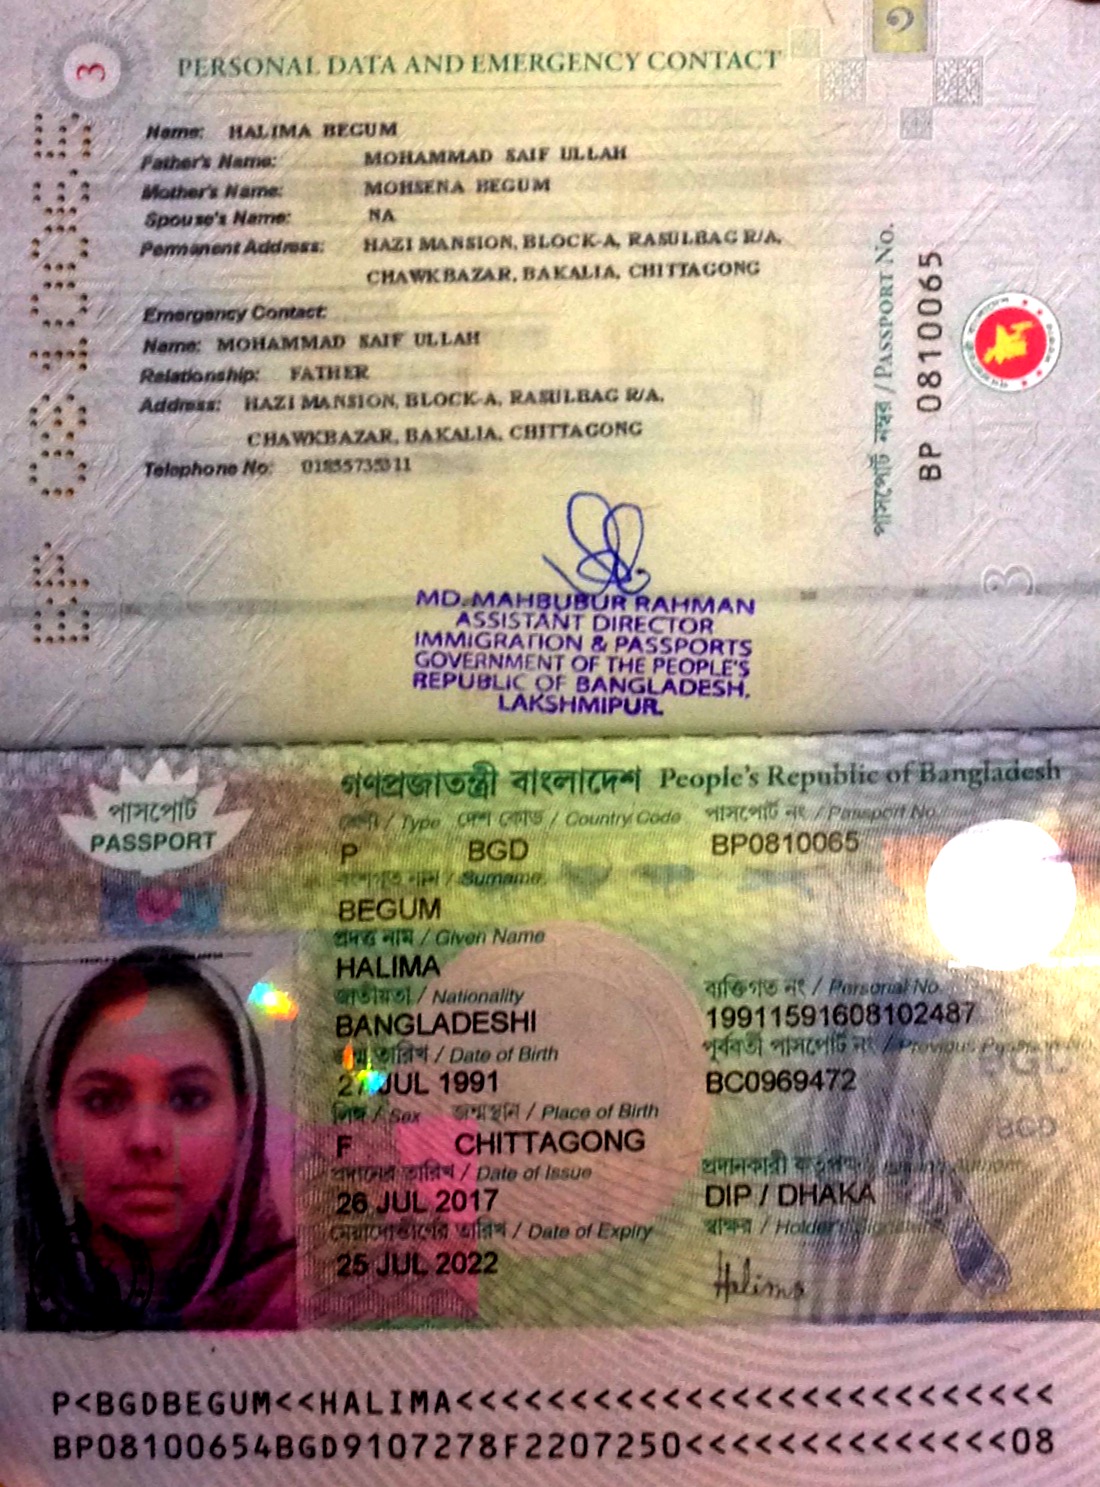 3
PERSONAL DATA AND EMERGENCY CONTACT
Name: HALIMA BEGUM
Father's Name: MOHAMMAD SAIF ULLAH
Mother's Name: MOHSENA BEGUM
Spouse's Name: NA
Permanent Address: HAZI MANSION, BLOCK-A, RASULBAG R/A,
CHAWKBAZAR, BAKALIA, CHITTAGONG
Emergency Contact:
Name: MOHAMMAD SAIF ULLAH
Relationship: FATHER
Address: HAZI MANSION, BLOCK-A, RASULBAG R/A,
CHAWKBAZAR, BAKALIA, CHITTAGONG
Telephone No:
পাসপোর্ট নম্বর / PASSPORT No.
BP 0810065
3
MD. MAHBUBUR RAHMAN
ASSISTANT DIRECTOR
IMMIGRATION & PASSPORTS
GOVERNMENT OF THE PEOPLE'S
REPUBLIC OF BANGLADESH,
LAKSHMIPUR.
গণপ্রজাতন্ত্রী বাংলাদেশ People's Republic of Bangladesh
পাসপোর্ট
PASSPORT
শ্রেণী / Type দেশ কোড / Country Code পাসপোর্ট নং / Passport No.
P BGD BP0810065
বংশগত নাম / Surname
BEGUM
প্রদত্ত নাম / Given Name
HALIMA
জাতীয়তা / Nationality ব্যক্তিগত নং / Personal No.
BANGLADESHI 19911591608102487
জন্ম তারিখ / Date of Birth পূর্ববর্তী পাসপোর্ট নং / Previous Passport No.
27 JUL 1991 BC0969472
লিঙ্গ / Sex জন্মস্থান / Place of Birth
F CHITTAGONG
প্রদানের তারিখ / Date of Issue প্রদানকারী কর্তৃপক্ষ
26 JUL 2017 DIP / DHAKA
মেয়াদোত্তীর্ণের তারিখ / Date of Expiry স্বাক্ষর / Holder's Signature
25 JUL 2022 Halima
BGD
BGD
P<BGDBEGUM<<HALIMA<<<<<<<<<<<<<<<<<<<<<<<<<<
BP08100654BGD9107278F2207250<<<<<<<<<<<<<<08